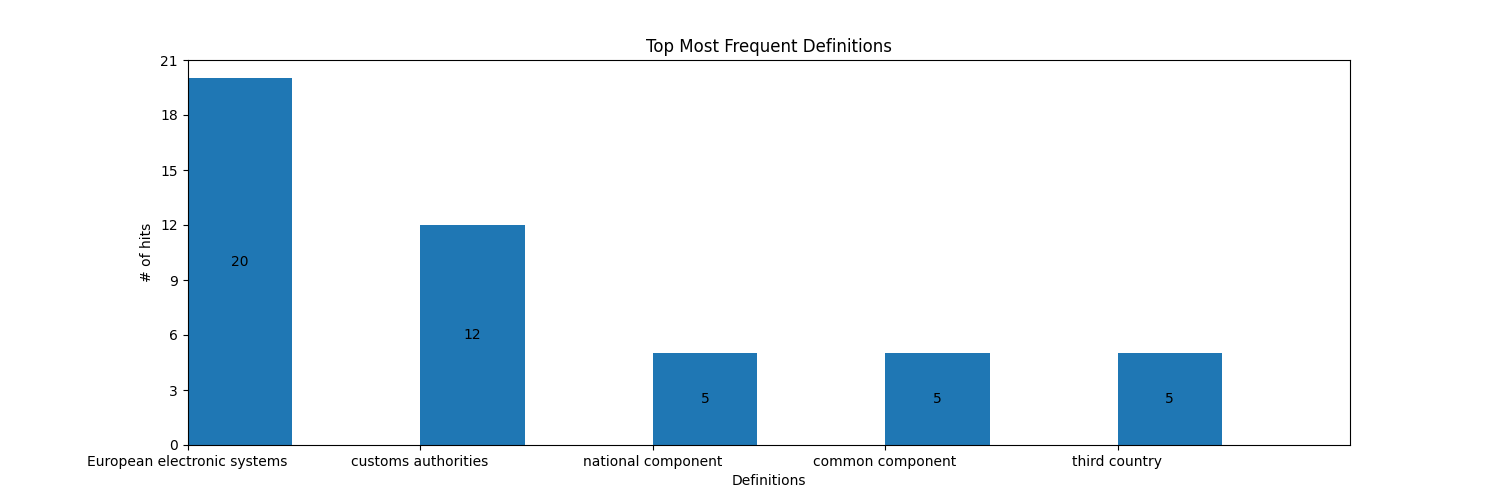 Top Most Frequent Definitions
21
18
15
12
9
6
3
0
# of hits
20
12
5
5
5
European electronic systems
customs authorities
national component
common component
third country
Definitions